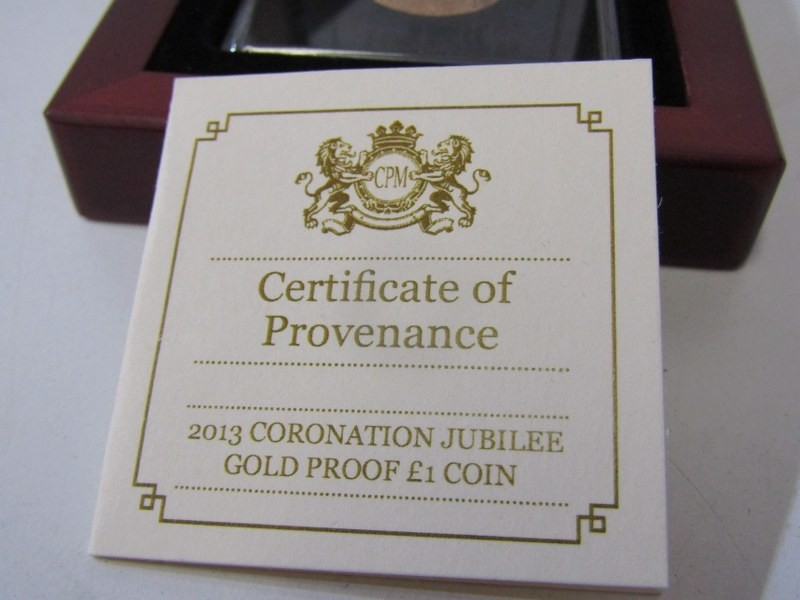 CPM
Certificate of
Provenance
2013 CORONATION JUBILEE
GOLD PROOF £1 COIN